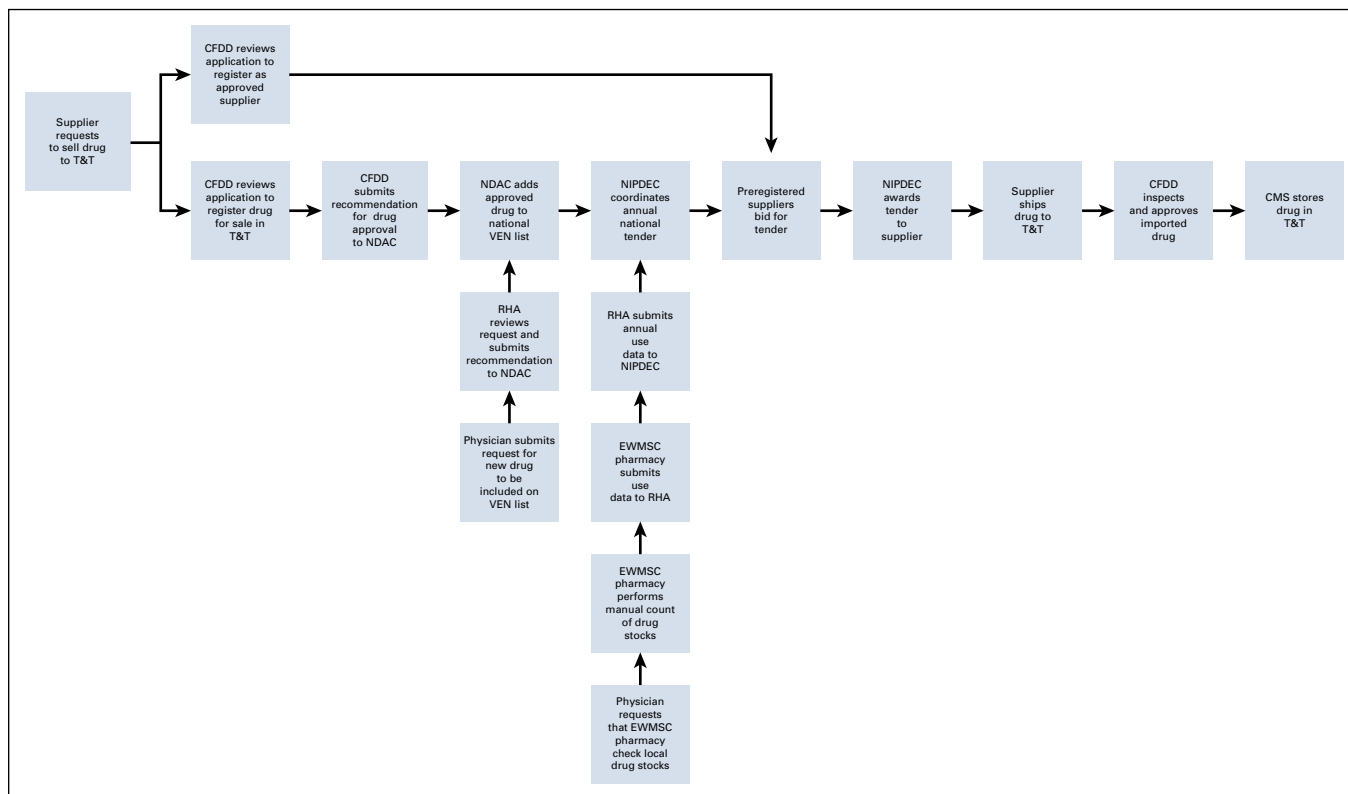 CFDD reviews
application to
register as
approved
supplier
Supplier
requests
to sell drug
to T&T
CFDD reviews
application to
register drug
for sale in
T&T
CFDD
submits
recommendation
for drug
approval
to NDAC
NDAC adds
approved
drug to
national
VEN list
NIPDEC
coordinates
annual
national
tender
Preregistered
suppliers
bid for
tender
NIPDEC
awards
tender
to
supplier
Supplier
ships
drug to
T&T
CFDD
inspects
and approves
imported
drug
CMS stores
drug in
T&T
RHA
reviews
request and
submits
recommendation
to NDAC
RHA submits
annual
use
data to
NIPDEC
Physician submits
request for
new drug
to be
included on
VEN list
EWMSC
pharmacy
submits
use
data to RHA
EWMSC
pharmacy
performs
manual count
of drug
stocks
Physician
requests
that EWMSC
pharmacy
check local
drug stocks